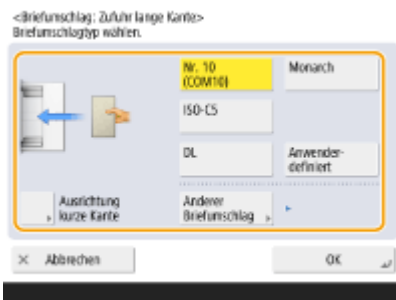 <Briefumschlag: Zufuhr lange Kante>
Briefumschlagtyp wählen.
Nr. 10
(COM10)
Monarch
ISO-C5
DL
Anwender-
definiert
Ausrichtung
kurze Kante
Anderer
Briefumschlag
Abbrechen
OK